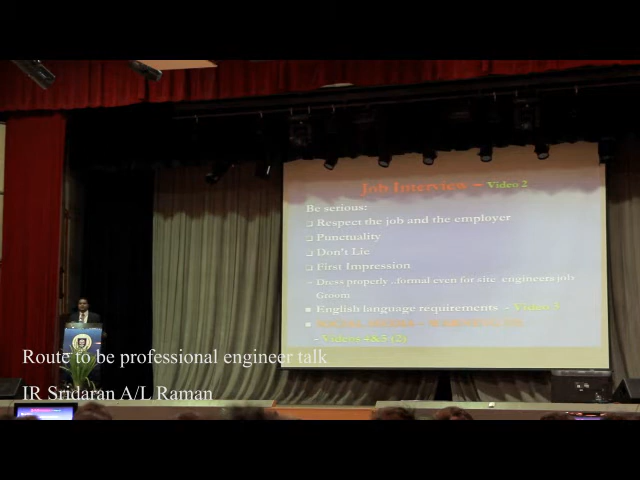 Job Interview – Video 2
Be serious:
❑ Respect the job and the employer
❑ Punctuality
❑ Don't Lie
❑ First Impression
- Dress properly ..formal even for site engineers job
Groom
■ English language requirements - Video 3
- Video 4&5 (2)
Route to be professional engineer talk
IR Sridaran A/L Raman